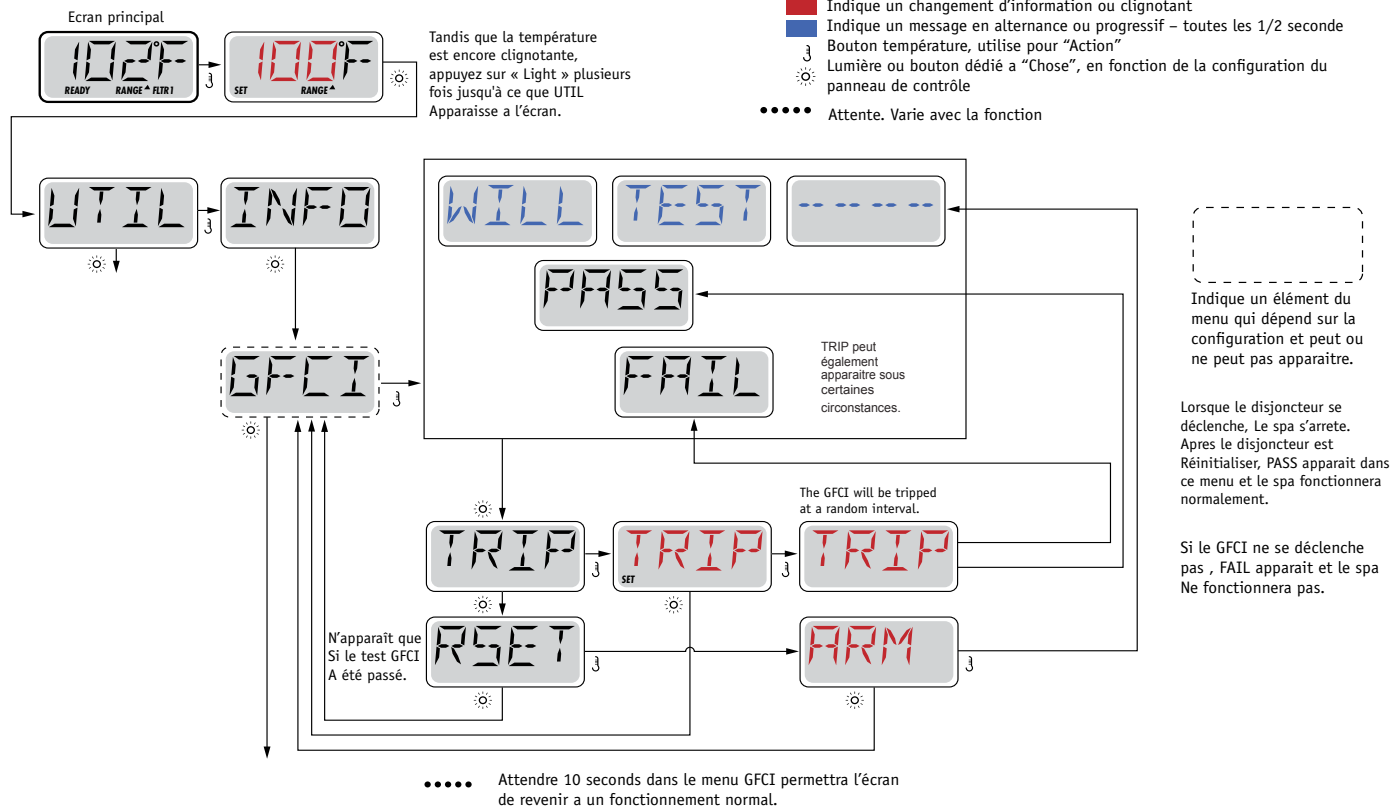 Ecran principal
102°F
READY RANGE FLTR1
100°F
SET RANGE
Tandis que la température
est encore clignotante,
appuyez sur « Light » plusieurs
fois jusqu'à ce que UTIL
Apparaisse a l'écran.
Indique un changement d'information ou clignotant
Indique un message en alternance ou progressif – toutes les 1/2 seconde
Bouton température, utilise pour "Action"
Lumière ou bouton dédié a "Chose", en fonction de la configuration du
panneau de contrôle
••••• Attente. Varie avec la fonction
UTIL
INFO
WILL
TEST
-- -- -- --
PASS
FAIL
TRIP peut
également
apparaitre sous
certaines
circonstances.
GFCI
Indique un élément du
menu qui dépend sur la
configuration et peut ou
ne peut pas apparaitre.
Lorsque le disjoncteur se
déclenche, Le spa s'arrete.
Apres le disjoncteur est
Réinitialiser, PASS apparait dans
ce menu et le spa fonctionnera
normalement.
Si le GFCI ne se déclenche
pas , FAIL apparait et le spa
Ne fonctionnera pas.
The GFCI will be tripped
at a random interval.
TRIP
TRIP
SET
TRIP
N'apparaît que
Si le test GFCI
A été passé.
RSET
ARM
••••• Attendre 10 seconds dans le menu GFCI permettra l'écran
de revenir a un fonctionnement normal.